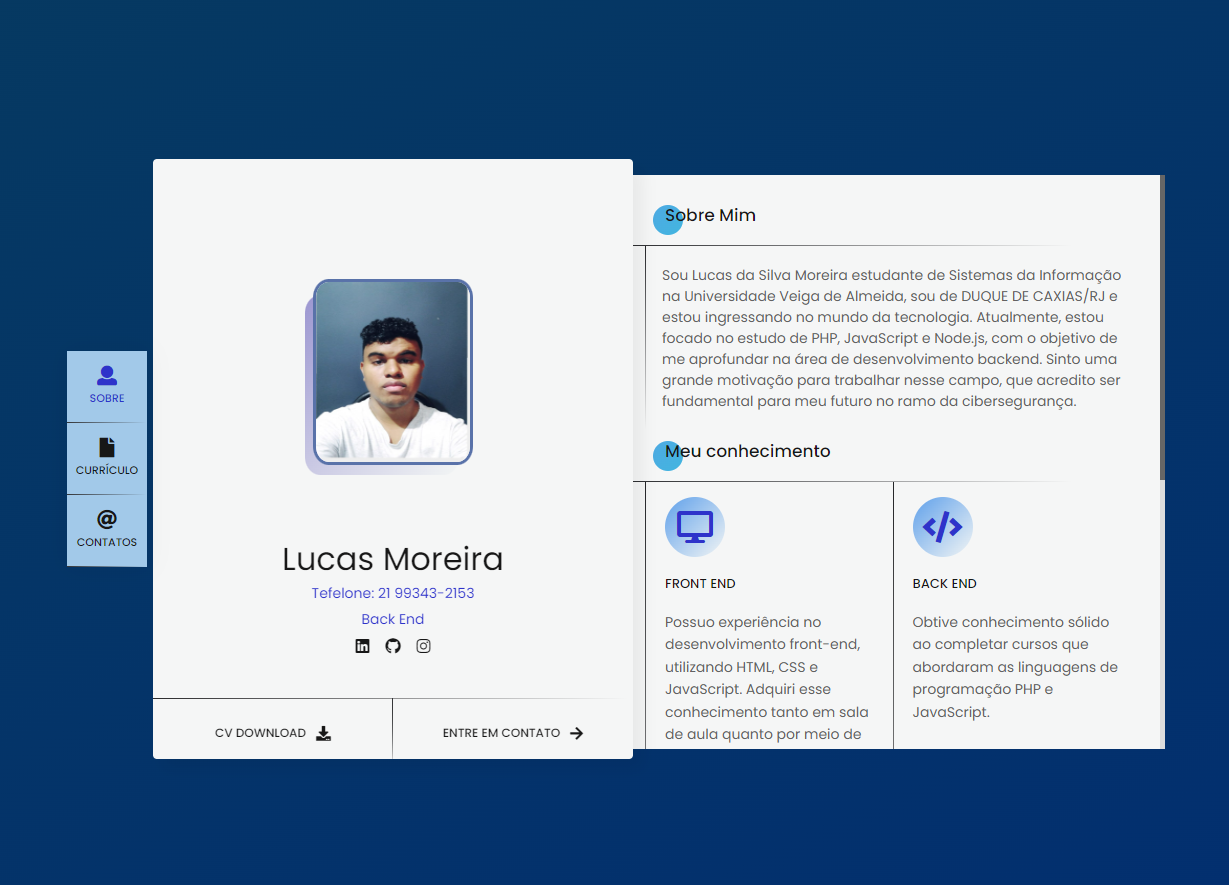 SOBRE
CURRÍCULO
CONTATOS
Lucas Moreira
Tefelone: 21 99343-2153
Back End
CV DOWNLOAD
ENTRE EM CONTATO
Sobre Mim
Sou Lucas da Silva Moreira estudante de Sistemas da Informação
na Universidade Veiga de Almeida, sou de DUQUE DE CAXIAS/RJ e
estou ingressando no mundo da tecnologia. Atualmente, estou
focado no estudo de PHP, JavaScript e Node.js, com o objetivo de
me aprofundar na área de desenvolvimento backend. Sinto uma
grande motivação para trabalhar nesse campo, que acredito ser
fundamental para meu futuro no ramo da cibersegurança.
Meu conhecimento
FRONT END
Possuo experiência no
desenvolvimento front-end,
utilizando HTML, CSS e
JavaScript. Adquiri esse
conhecimento tanto em sala
de aula quanto por meio de
BACK END
Obtive conhecimento sólido
ao completar cursos que
abordaram as linguagens de
programação PHP e
JavaScript.